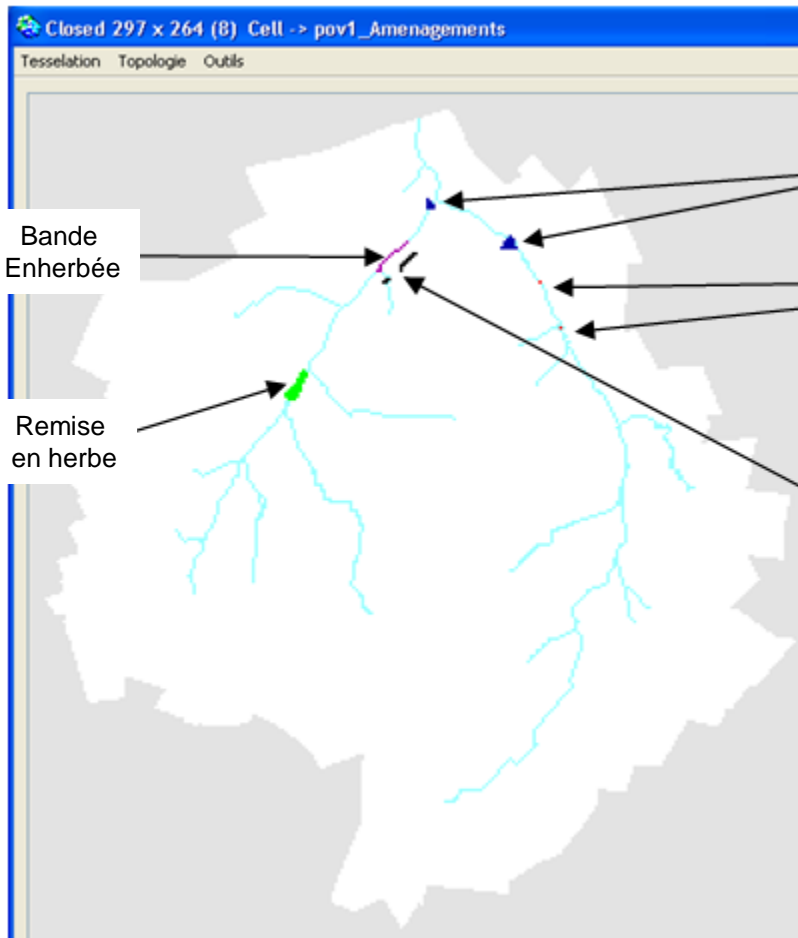 Closed 297 x 264 (8) Cell -> pov1_Amenagements
Tesselation Topologie Outils
Bande
Enherbée
Remise
en herbe